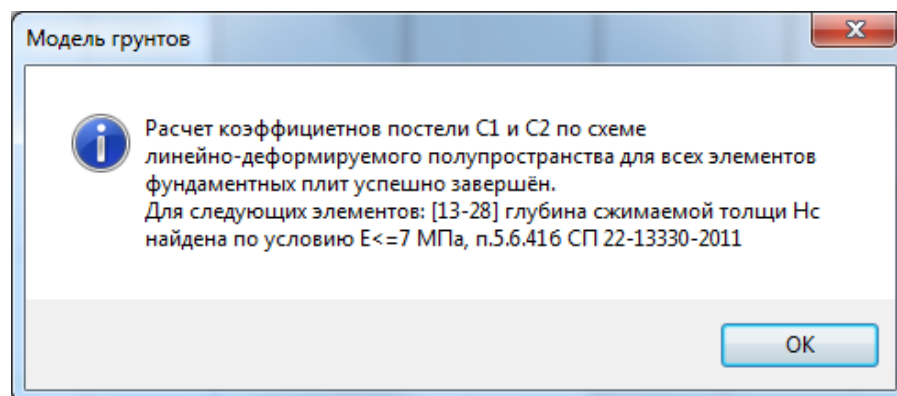 Модель грунтов
Расчет коэффициетнов постели С1 и С2 по схеме
линейно-деформируемого полупространства для всех элементов
фундаментных плит успешно завершён.
Для следующих элементов: [13-28] глубина сжимаемой толщи Нс
найдена по условию Е<=7 МПа, п.5.6.41б СП 22-13330-2011
ОК